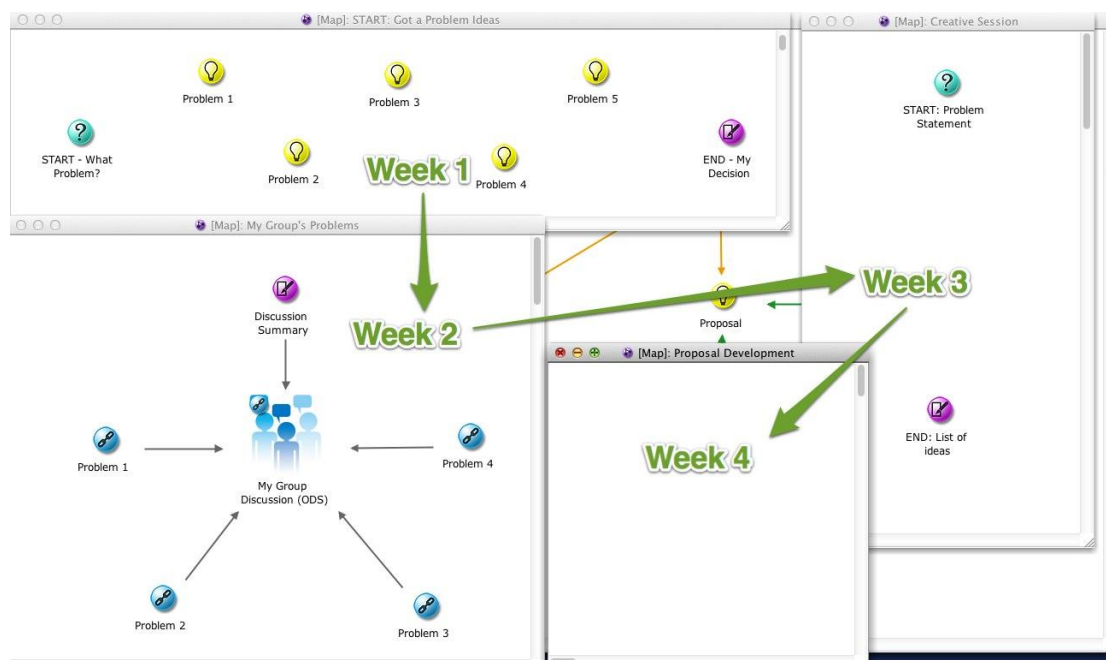 [Map]: START: Got a Problem Ideas
Problem 1
Problem 3
Problem 5
START - What
Problem?
Problem 2
Week 1
Problem 4
END - My
Decision
[Map]: My Group's Problems
Discussion
Summary
Week 2
Problem 1
Problem 4
My Group
Discussion (ODS)
Problem 2
Problem 3
Proposal
[Map]: Creative Session
START: Problem
Statement
Week 3
END: List of
ideas
[Map]: Proposal Development
Week 4